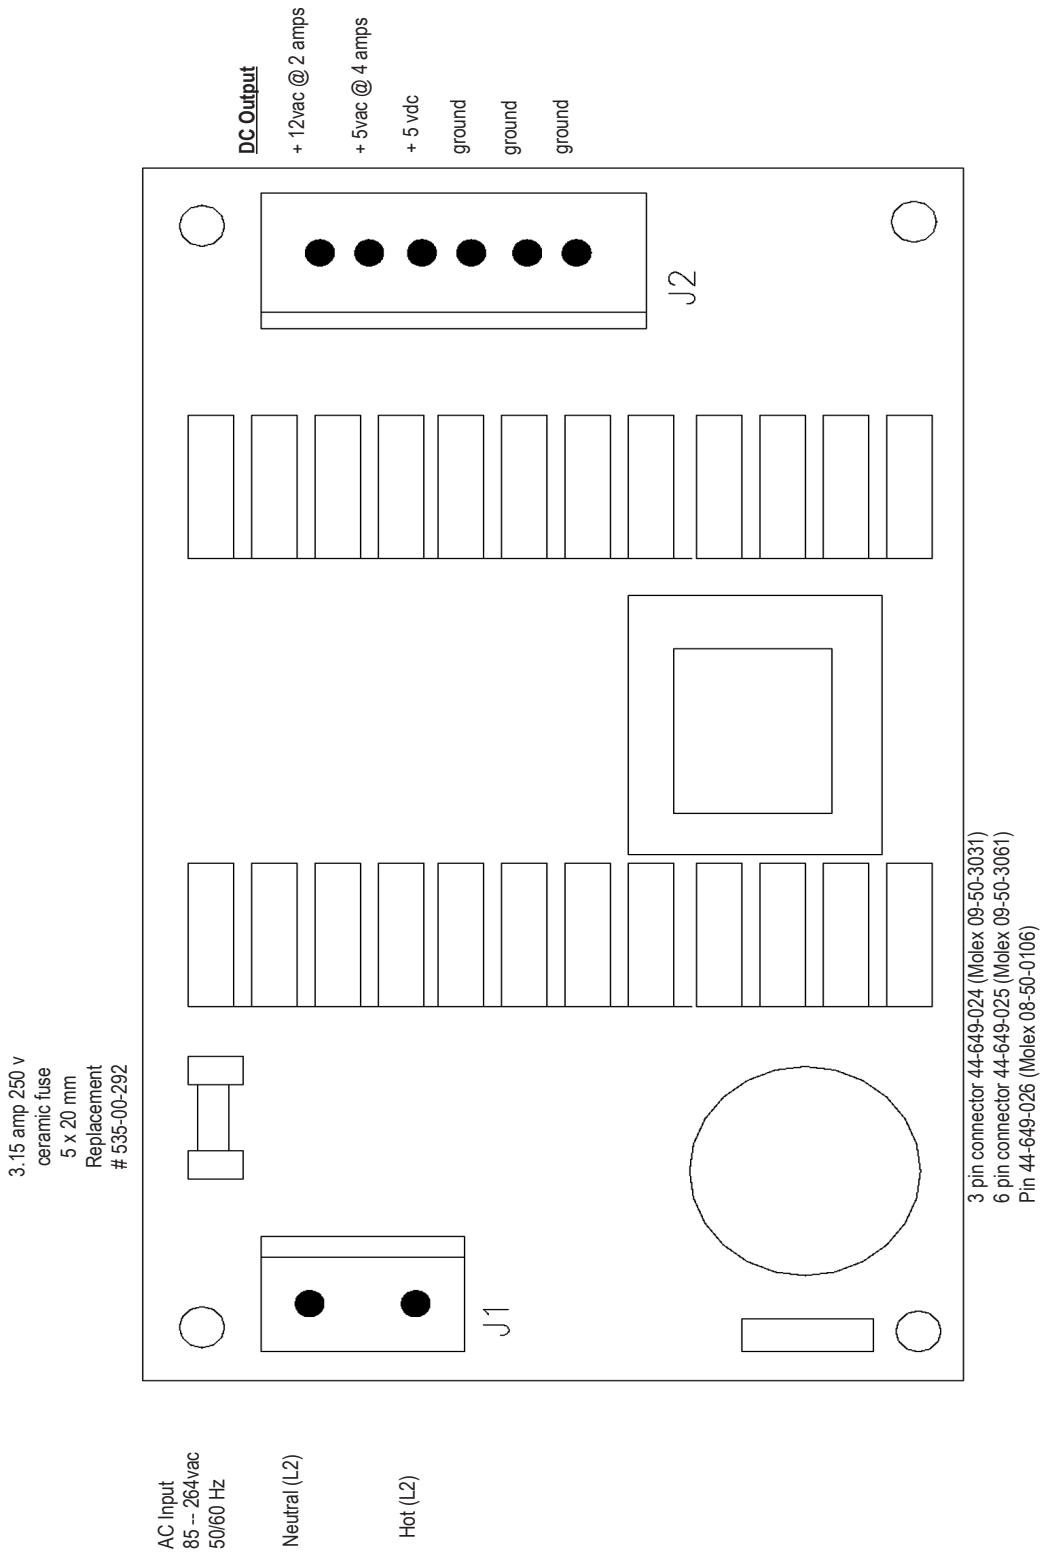 3.15 amp 250 v
ceramic fuse
5 x 20 mm
Replacement
# 535-00-292
AC Input
85 -- 264vac
50/60 Hz
Neutral (L2)
Hot (L2)
J1
J2
DC Output
+ 12vac @ 2 amps
+ 5vac @ 4 amps
+ 5 vdc
ground
ground
ground
3 pin connector 44-649-024 (Molex 09-50-3031)
6 pin connector 44-649-025 (Molex 09-50-3061)
Pin 44-649-026 (Molex 08-50-0106)